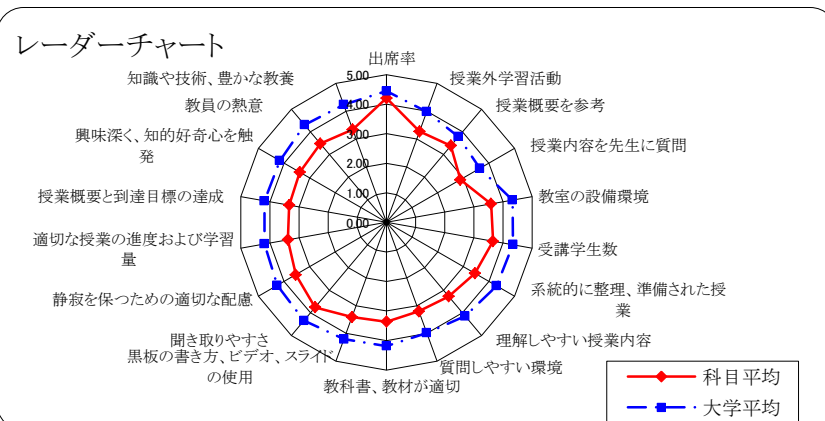 レーダーチャート
出席率
授業外学習活動
授業概要を参考
授業内容を先生に質問
教室の設備環境
受講学生数
系統的に整理、準備された授
業
理解しやすい授業内容
質問しやすい環境
教科書、教材が適切
黒板の書き方、ビデオ、スライド
の使用
聞き取りやすさ
静寂を保つための適切な配慮
適切な授業の進度および学習
量
授業概要と到達目標の達成
興味深く、知的好奇心を触
発
教員の熱意
知識や技術、豊かな教養
5.00
4.00
3.00
2.00
1.00
0.00
科目平均
大学平均